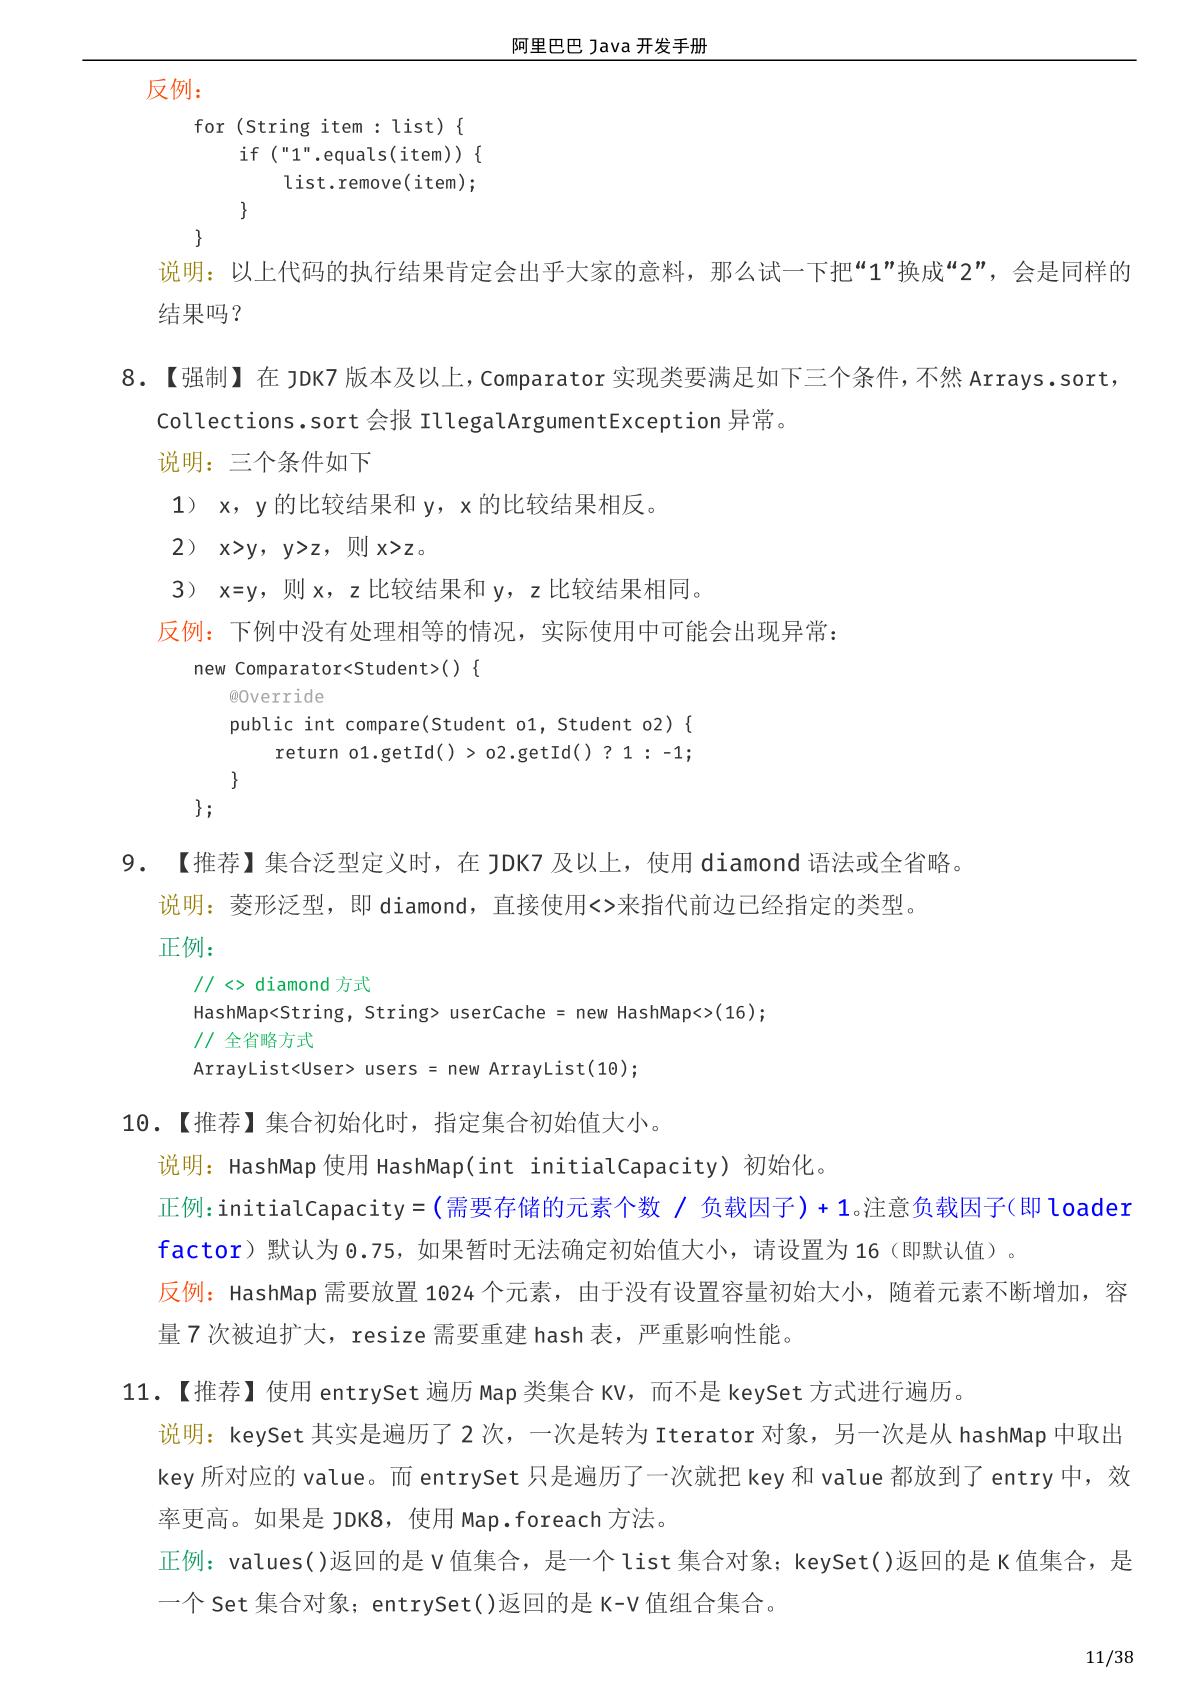 阿里巴巴 Java 开发手册
反例：
for (String item : list) {
if ("1".equals(item)) {
list.remove(item);
}
}
说明：以上代码的执行结果肯定会出乎大家的意料，那么试一下把“1”换成“2”，会是同样的
结果吗？
8. 【强制】在 JDK7 版本及以上，Comparator 实现类要满足如下三个条件，不然 Arrays.sort，
Collections.sort 会报 IllegalArgumentException 异常。
说明：三个条件如下
1） x，y 的比较结果和 y，x 的比较结果相反。
2） x>y，y>z，则 x>z。
3） x=y，则 x，z 比较结果和 y，z 比较结果相同。
反例：下例中没有处理相等的情况，实际使用中可能会出现异常：
new Comparator<Student>() {
@Override
public int compare(Student o1, Student o2) {
return o1.getId() > o2.getId() ? 1 : -1;
}
};
9. 【推荐】集合泛型定义时，在 JDK7 及以上，使用 diamond 语法或全省略。
说明：菱形泛型，即 diamond，直接使用<>来指代前边已经指定的类型。
正例：
// <> diamond 方式
HashMap<String, String> userCache = new HashMap<>(16);
// 全省略方式
ArrayList<User> users = new ArrayList(10);
10. 【推荐】集合初始化时，指定集合初始值大小。
说明：HashMap 使用 HashMap(int initialCapacity) 初始化。
正例：initialCapacity = (需要存储的元素个数 / 负载因子) + 1。注意负载因子（即 loader
factor）默认为 0.75，如果暂时无法确定初始值大小，请设置为 16（即默认值）。
反例：HashMap 需要放置 1024 个元素，由于没有设置容量初始大小，随着元素不断增加，容
量 7 次被迫扩大，resize 需要重建 hash 表，严重影响性能。
11. 【推荐】使用 entrySet 遍历 Map 类集合 KV，而不是 keySet 方式进行遍历。
说明：keySet 其实是遍历了 2 次，一次是转为 Iterator 对象，另一次是从 hashMap 中取出
key 所对应的 value。而 entrySet 只是遍历了一次就把 key 和 value 都放到了 entry 中，效
率更高。如果是 JDK8，使用 Map.foreach 方法。
正例：values()返回的是 V 值集合，是一个 list 集合对象；keySet()返回的是 K 值集合，是
一个 Set 集合对象；entrySet()返回的是 K-V 值组合集合。
11/38